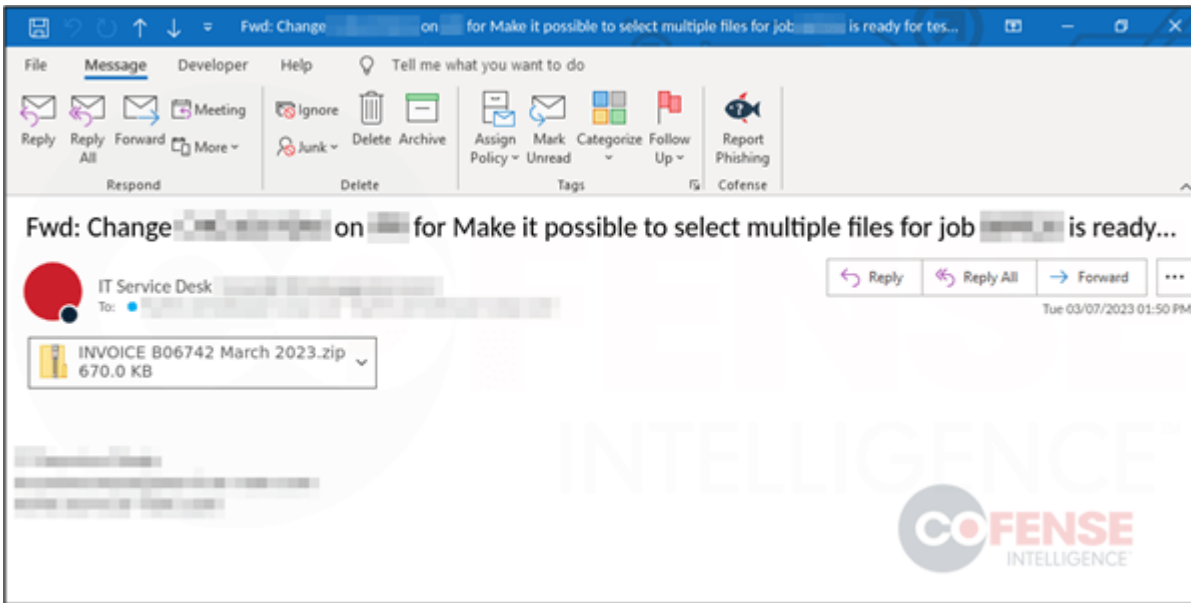 Fwd: Change on for Make it possible to select multiple files for job is ready for tes...
File Message Developer Help Tell me what you want to do
Reply Reply All Forward Meeting More Ignore Junk Delete Archive Assign Policy Mark Unread Categorize Follow Up Report Phishing
Respond Delete Tags Cofense
Fwd: Change on for Make it possible to select multiple files for job is ready...
IT Service Desk
Reply Reply All Forward ...
To:
Tue 03/07/2023 01:50 PM
INVOICE B06742 March 2023.zip
670.0 KB
COFENSE
INTELLIGENCE™
COFENSE
INTELLIGENCE™